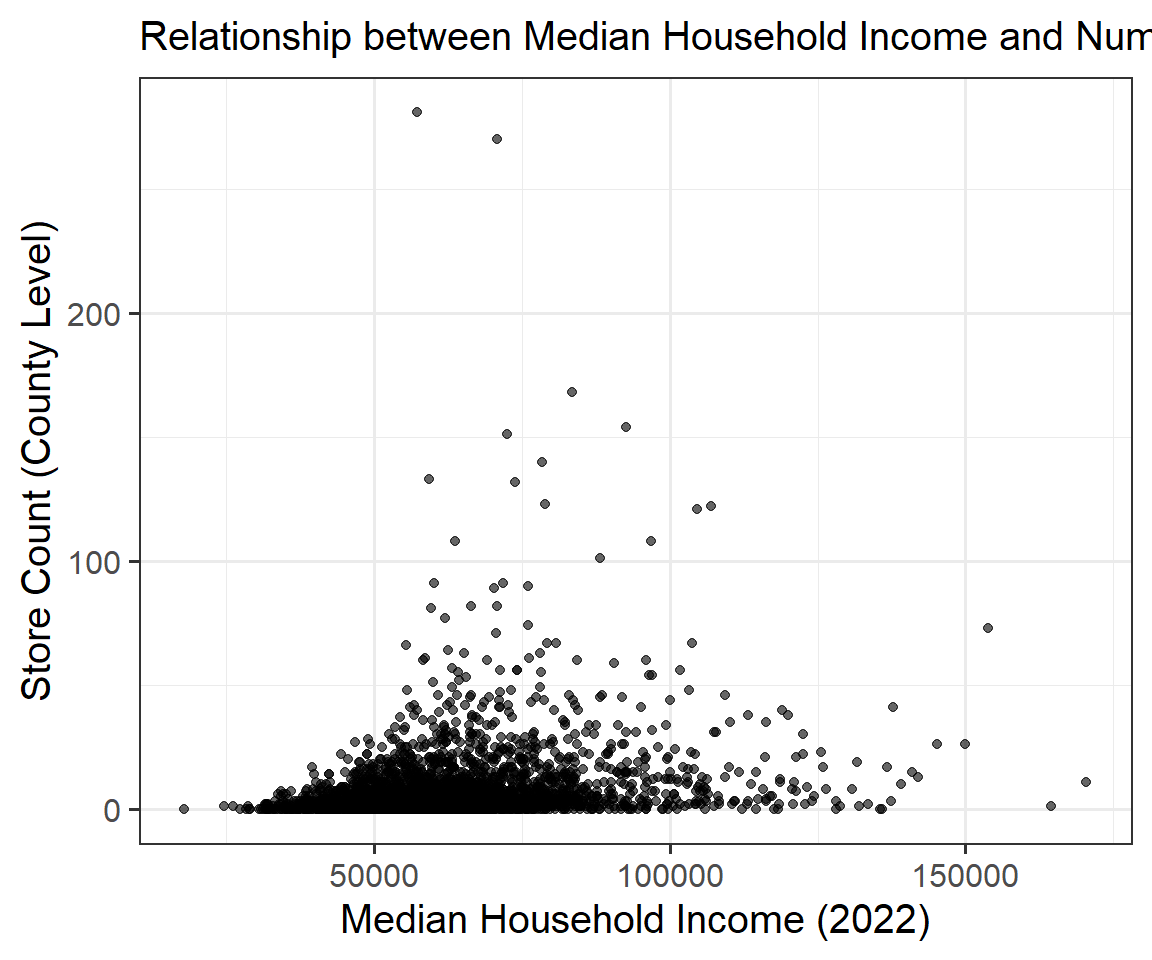 Relationship between Median Household Income and Num
Store Count (County Level)
200
100
0
50000
100000
150000
Median Household Income (2022)